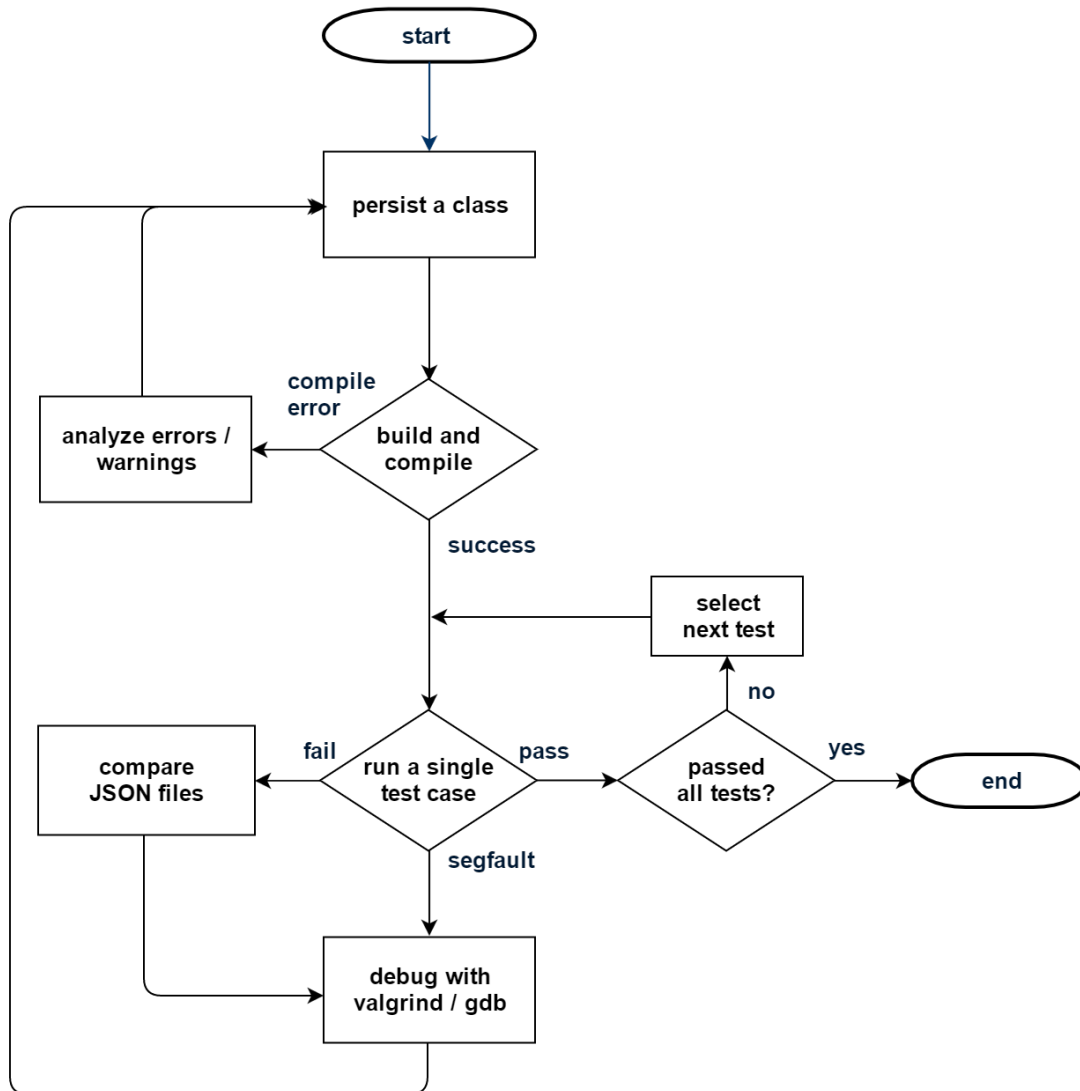 start
persist a class
compile
error
analyze errors /
warnings
build and
compile
success
select
next test
no
fail
pass
yes
compare
JSON files
run a single
test case
passed
all tests?
end
segfault
debug with
valgrind / gdb